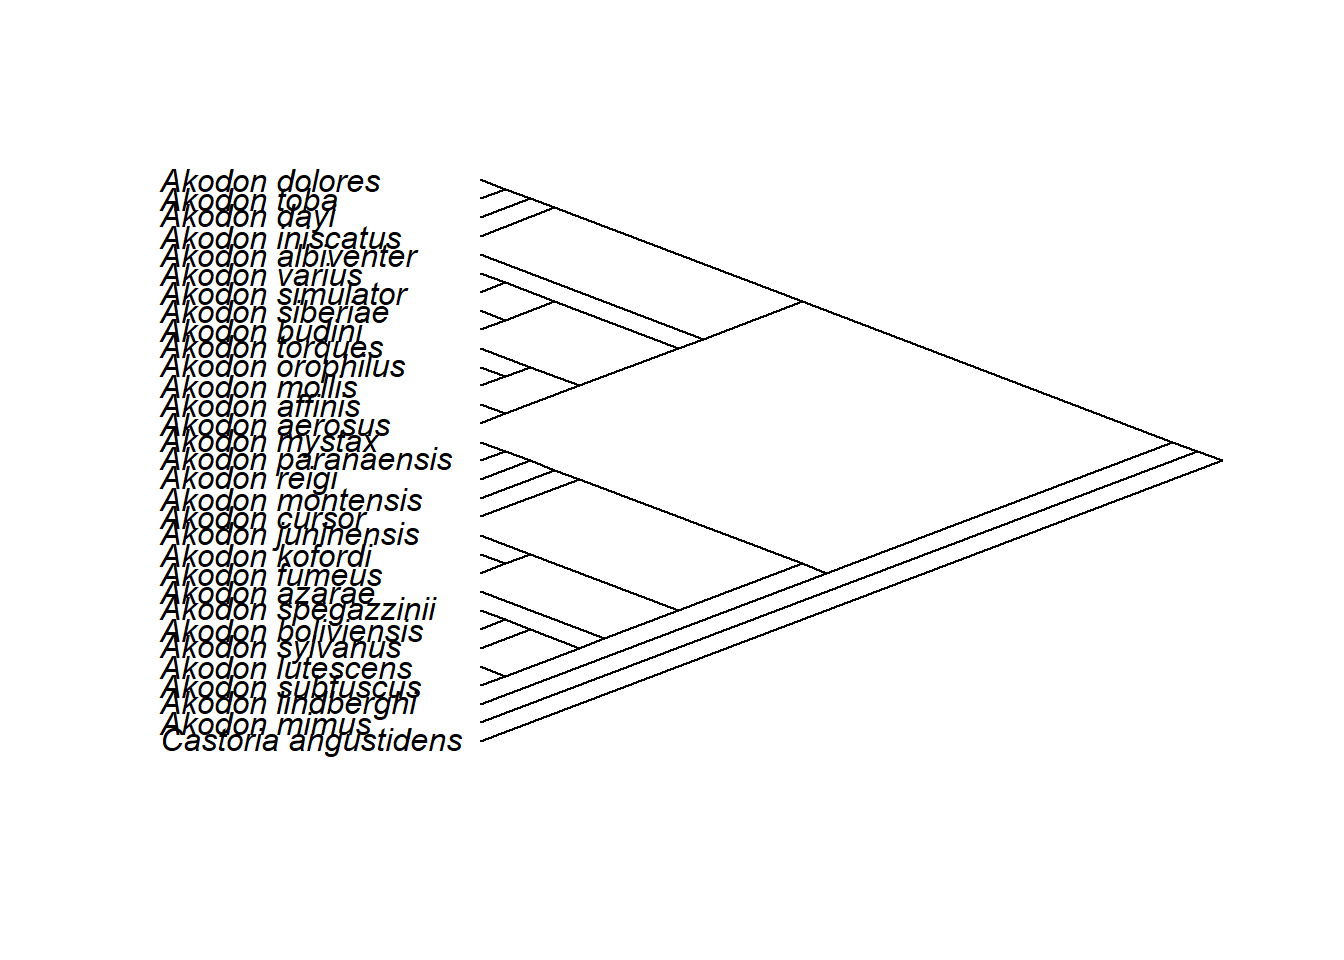 Akodon dolores
Akodon toba
Akodon dayi
Akodon iniscatus
Akodon albiventer
Akodon varius
Akodon simulator
Akodon siberiae
Akodon budini
Akodon torques
Akodon orophilus
Akodon mollis
Akodon affinis
Akodon aerosus
Akodon mystax
Akodon paranaensis
Akodon reigi
Akodon montensis
Akodon cursor
Akodon juninensis
Akodon kofordi
Akodon fumeus
Akodon azarae
Akodon spegazzinii
Akodon boliviensis
Akodon sylvanus
Akodon lutescens
Akodon subfuscus
Akodon lindberghi
Akodon mimus
Castoria angustidens